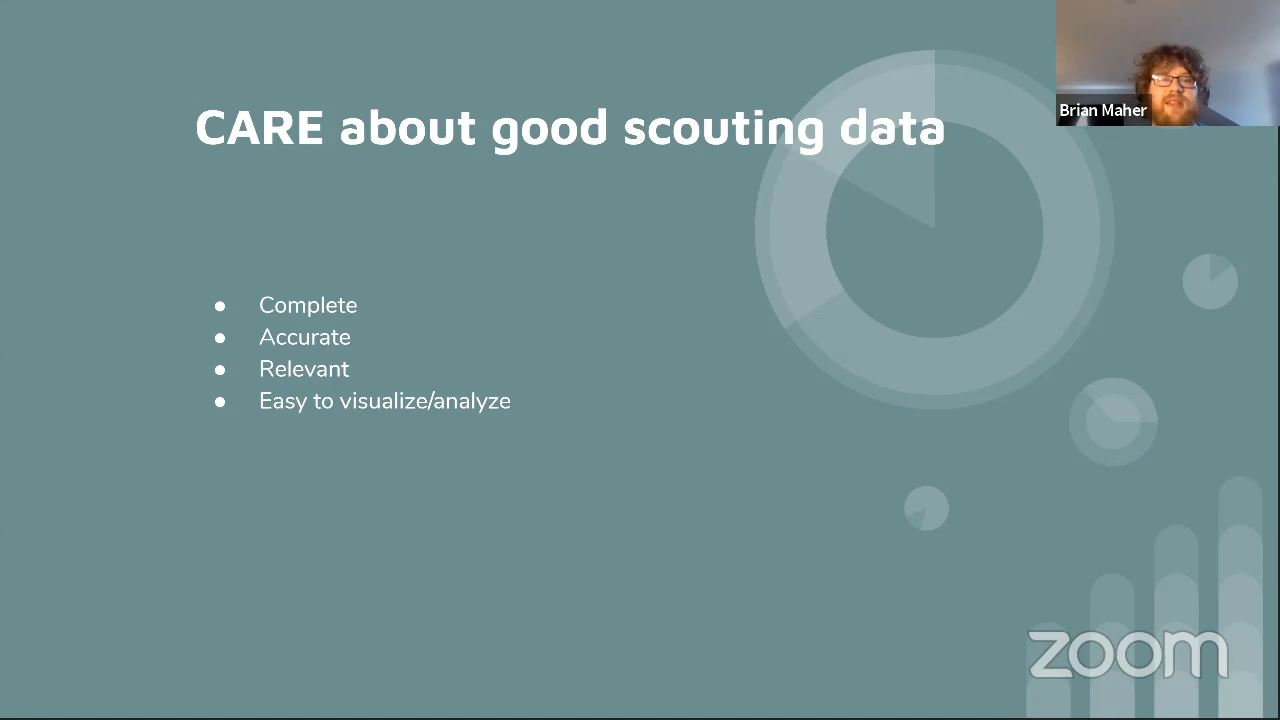 Brian Maher
CARE about good scouting data
● Complete
● Accurate
● Relevant
● Easy to visualize/analyze
zoom